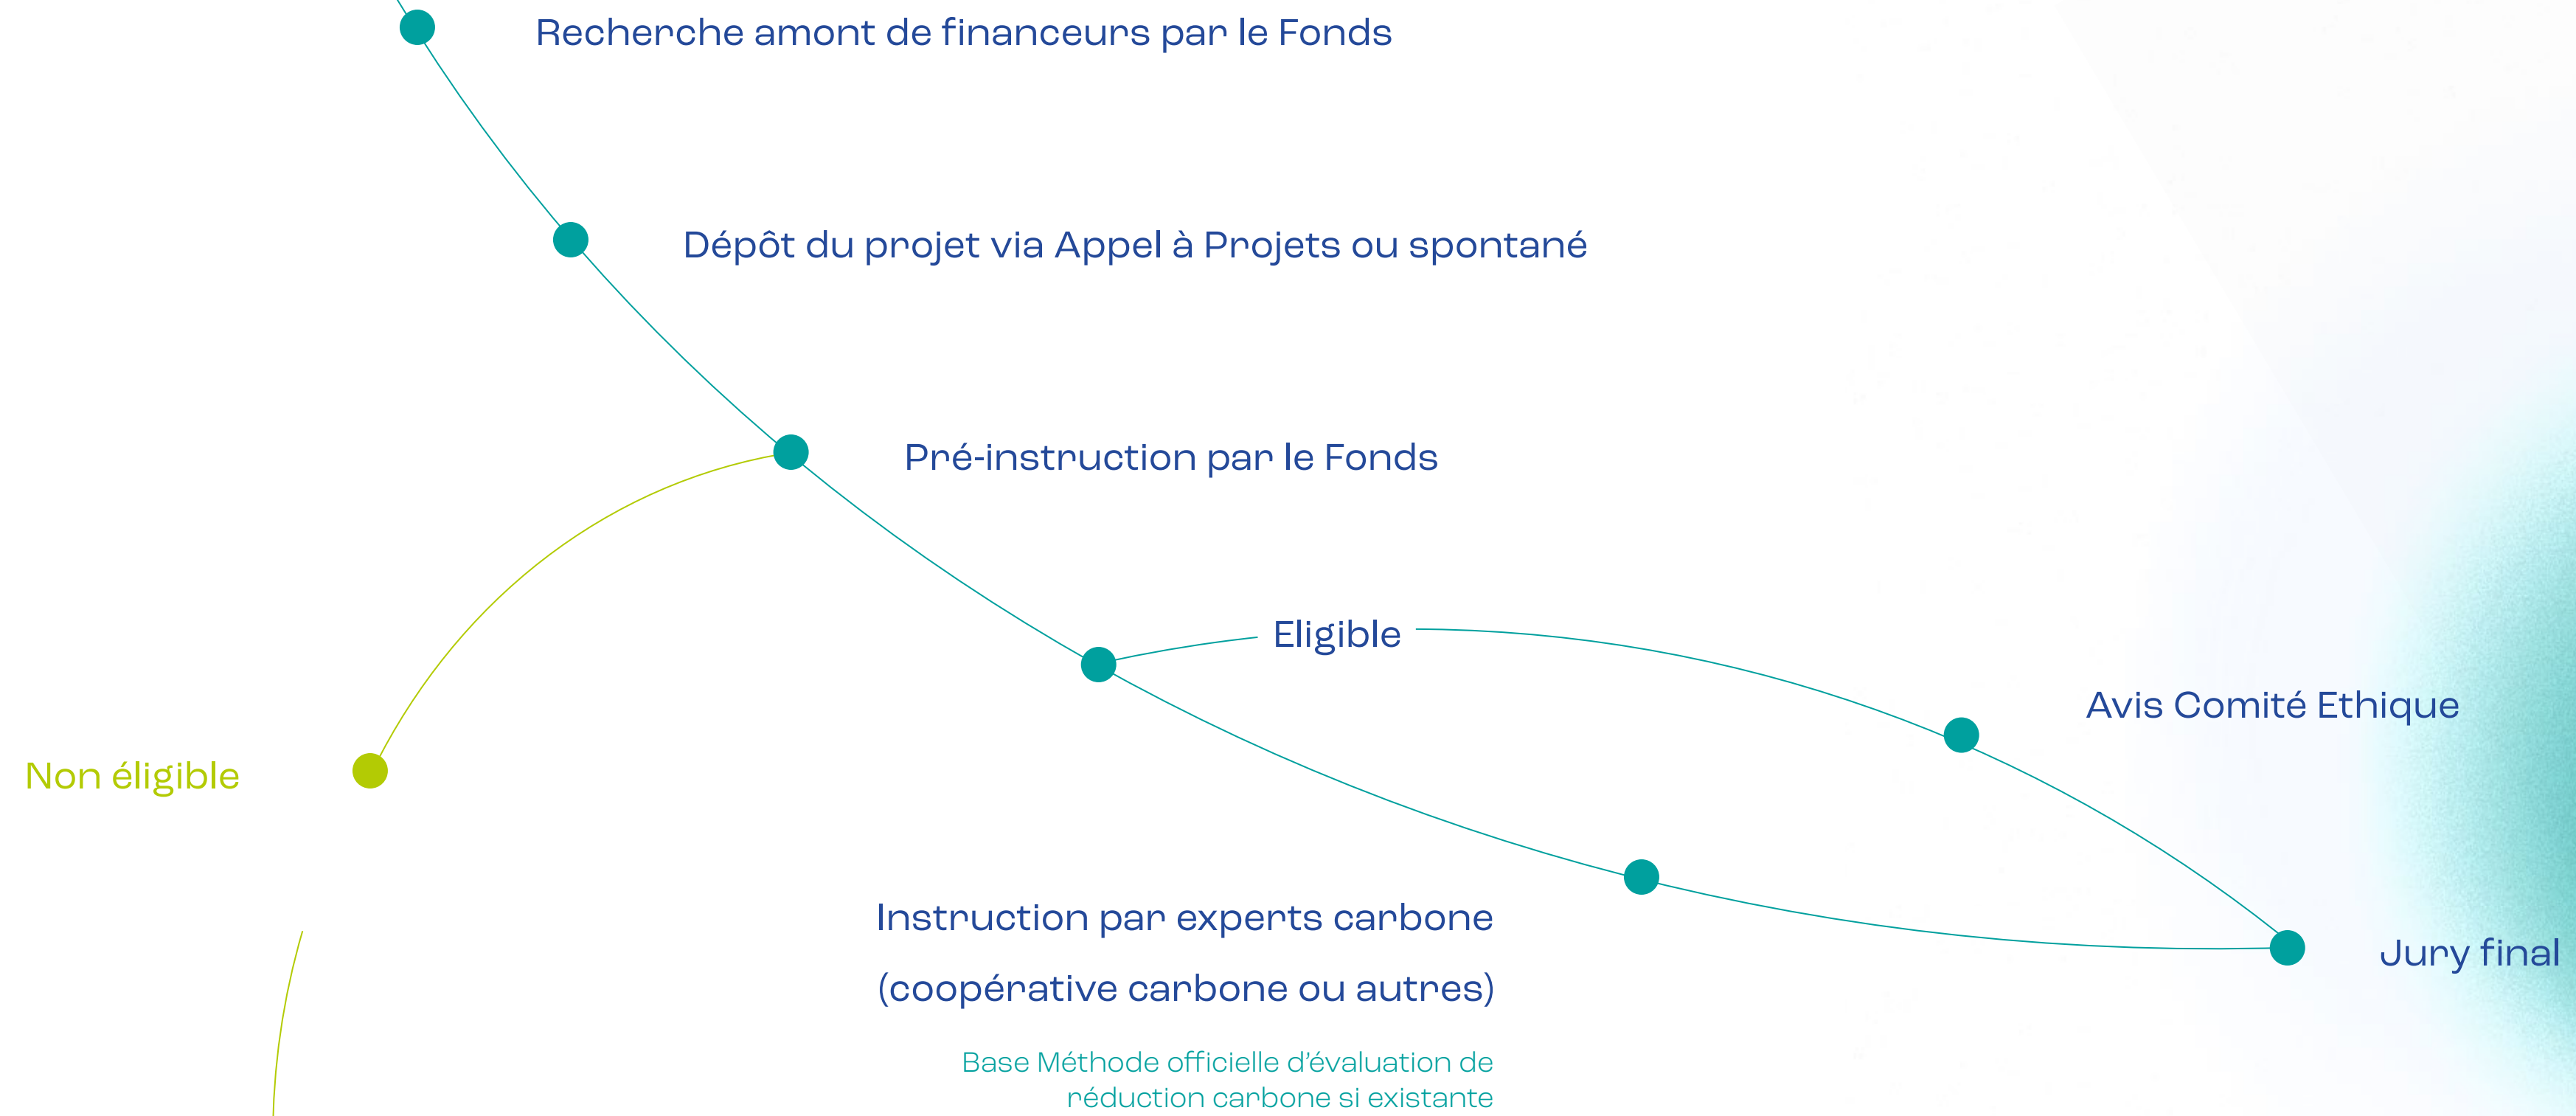 Recherche amont de financeurs par le Fonds
Dépôt du projet via Appel à Projets ou spontané
Pré-instruction par le Fonds
Eligible
Avis Comité Ethique
Non éligible
Instruction par experts carbone
(coopérative carbone ou autres)
Jury final
Base Méthode officielle d’évaluation de
réduction carbone si existante